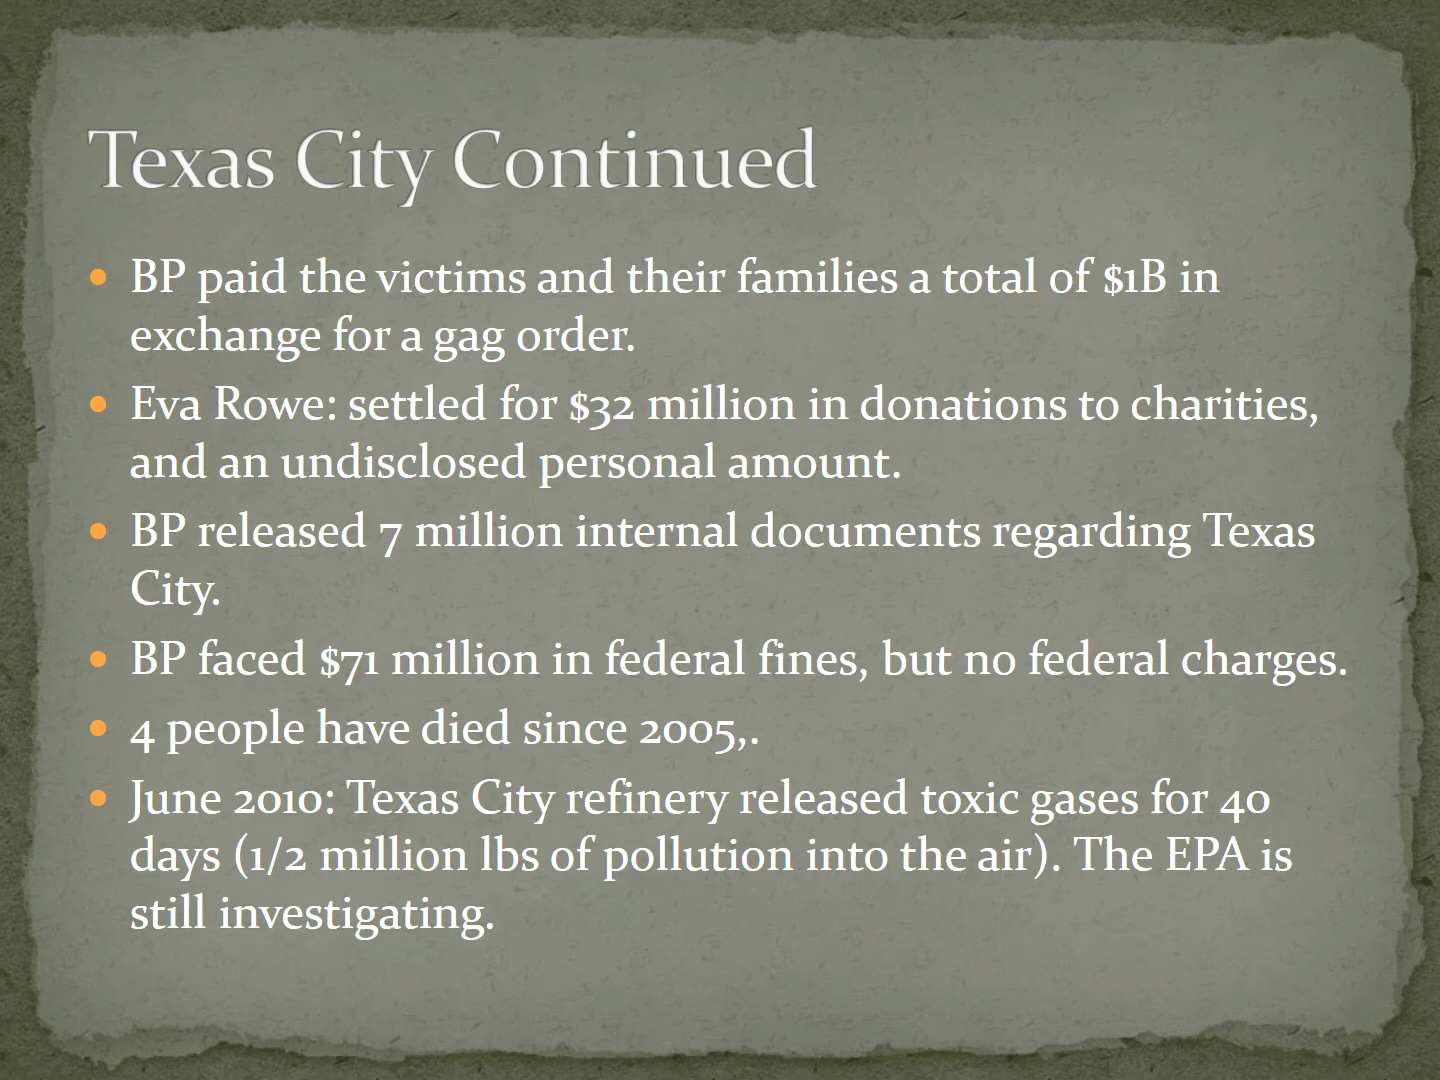 Texas City Continued
• BP paid the victims and their families a total of $1B in
exchange for a gag order.
• Eva Rowe: settled for $32 million in donations to charities,
and an undisclosed personal amount.
• BP released 7 million internal documents regarding Texas
City.
• BP faced $71 million in federal fines, but no federal charges.
• 4 people have died since 2005,.
• June 2010: Texas City refinery released toxic gases for 40
days (1/2 million lbs of pollution into the air). The EPA is
still investigating.